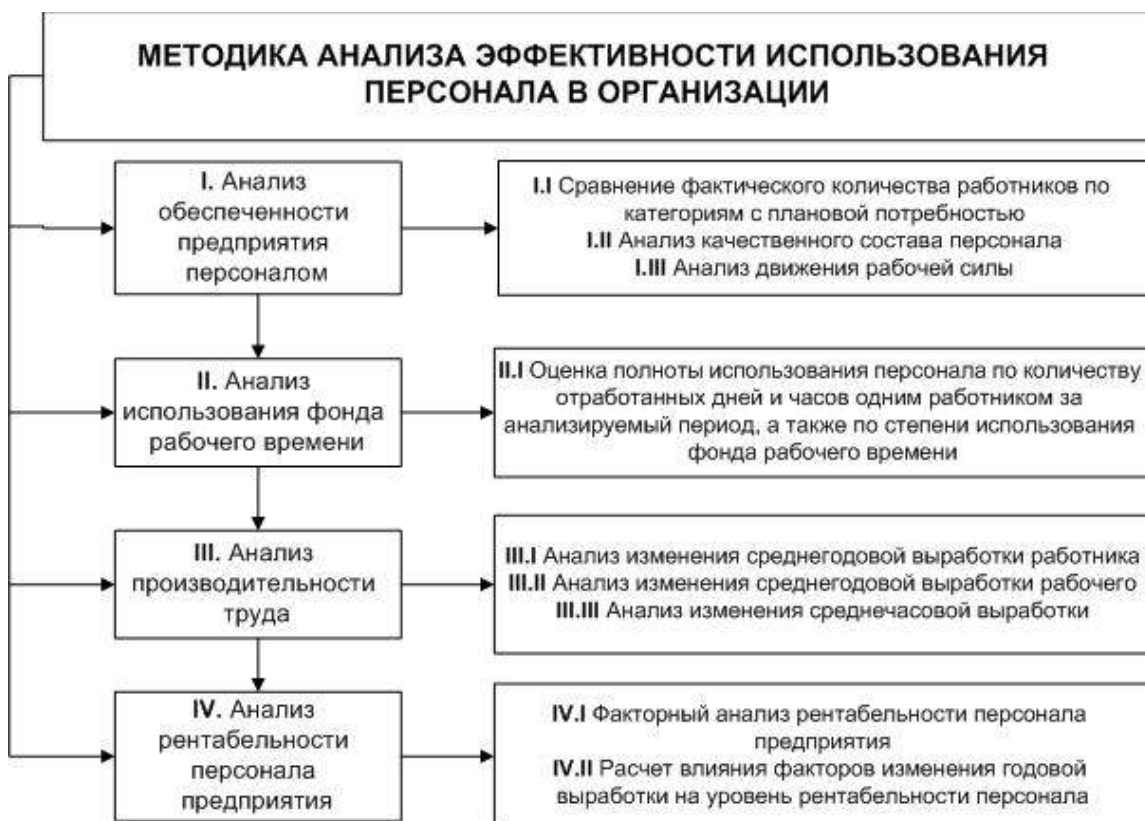 МЕТОДИКА АНАЛИЗА ЭФФЕКТИВНОСТИ ИСПОЛЬЗОВАНИЯ
ПЕРСОНАЛА В ОРГАНИЗАЦИИ
I. Анализ
обеспеченности
предприятия
персоналом
I.I Сравнение фактического количества работников по
категориям с плановой потребностью
I.II Анализ качественного состава персонала
I.III Анализ движения рабочей силы
II. Анализ
использования фонда
рабочего времени
II.I Оценка полноты использования персонала по количеству
отработанных дней и часов одним работником за
анализируемый период, а также по степени использования
фонда рабочего времени
III. Анализ
производительности
труда
III.I Анализ изменения среднегодовой выработки работника
III.II Анализ изменения среднегодовой выработки рабочего
III.III Анализ изменения среднечасовой выработки
IV. Анализ
рентабельности
персонала
предприятия
IV.I Факторный анализ рентабельности персонала
предприятия
IV.II Расчет влияния факторов изменения годовой
выработки на уровень рентабельности персонала